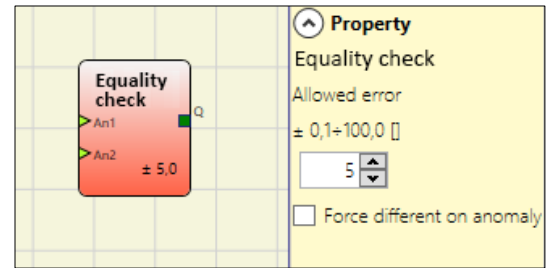 Equality
check
An1
Q
An2
± 5,0
Property
Equality check
Allowed error
± 0,1÷100,0 []
5
Force different on anomaly